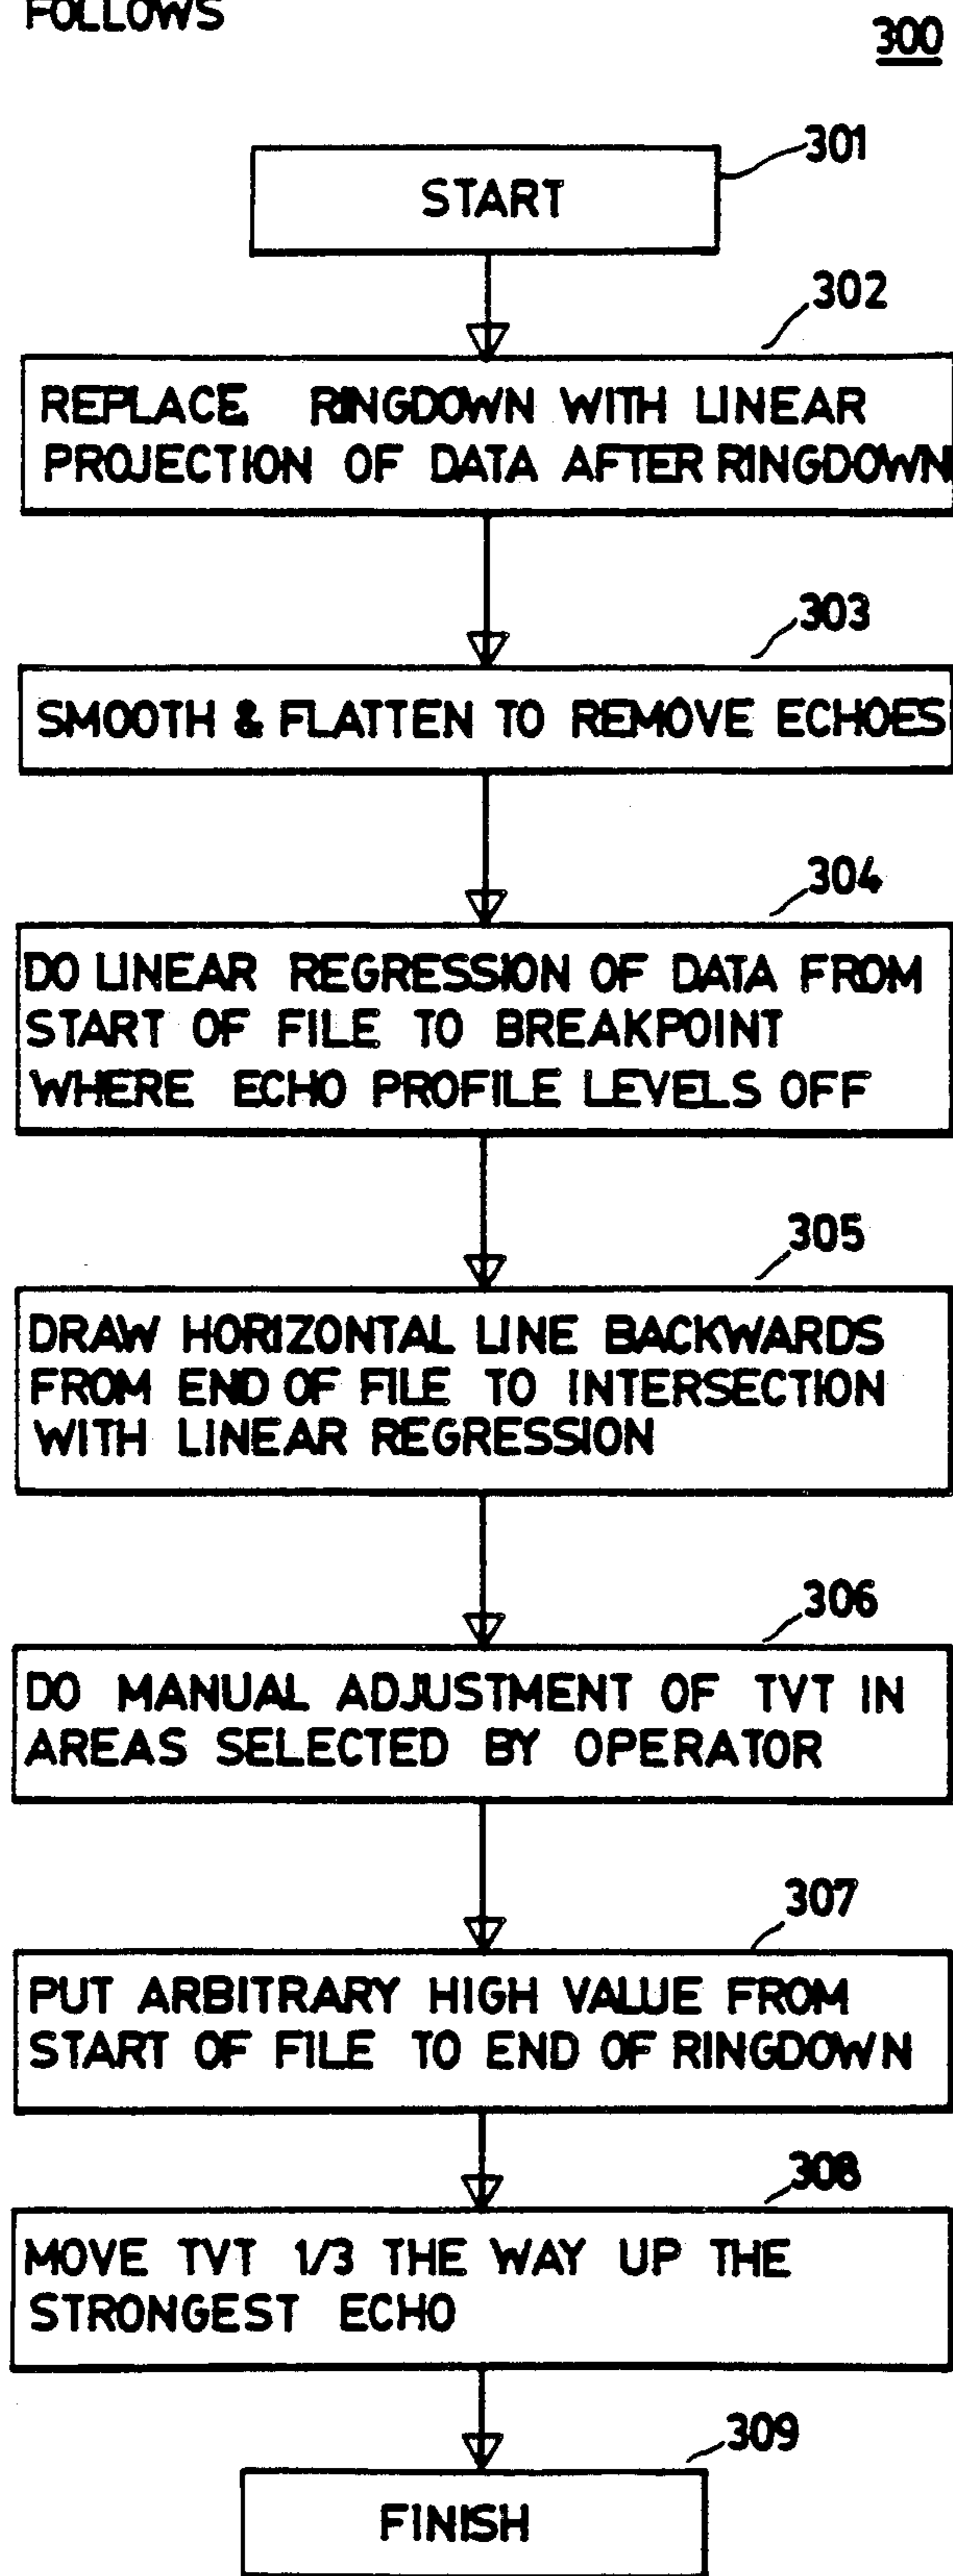 FOLLOWS
300
301
START
302
REPLACE RINGDOWN WITH LINEAR
PROJECTION OF DATA AFTER RINGDOWN
303
SMOOTH & FLATTEN TO REMOVE ECHOES
304
DO LINEAR REGRESSION OF DATA FROM
START OF FILE TO BREAKPOINT
WHERE ECHO PROFILE LEVELS OFF
305
DRAW HORIZONTAL LINE BACKWARDS
FROM END OF FILE TO INTERSECTION
WITH LINEAR REGRESSION
306
DO MANUAL ADJUSTMENT OF TVT IN
AREAS SELECTED BY OPERATOR
307
PUT ARBITRARY HIGH VALUE FROM
START OF FILE TO END OF RINGDOWN
308
MOVE TVT 1/3 THE WAY UP THE
STRONGEST ECHO
309
FINISH